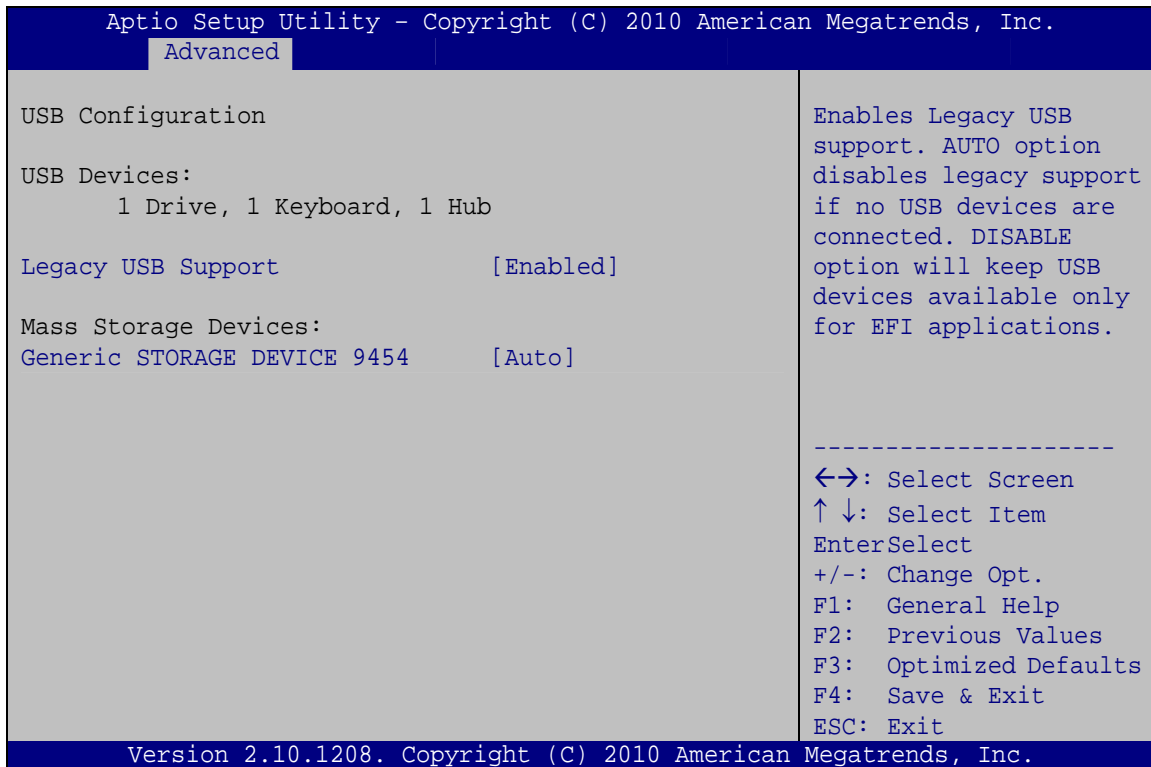 Aptio Setup Utility – Copyright (C) 2010 American Megatrends, Inc.
Advanced
USB Configuration
USB Devices:
1 Drive, 1 Keyboard, 1 Hub
Legacy USB Support [Enabled]
Mass Storage Devices:
Generic STORAGE DEVICE 9454 [Auto]
Enables Legacy USB
support. AUTO option
disables legacy support
if no USB devices are
connected. DISABLE
option will keep USB
devices available only
for EFI applications.
---------------------
←→: Select Screen
↑ ↓: Select Item
EnterSelect
+/-: Change Opt.
F1: General Help
F2: Previous Values
F3: Optimized Defaults
F4: Save & Exit
ESC: Exit
Version 2.10.1208. Copyright (C) 2010 American Megatrends, Inc.